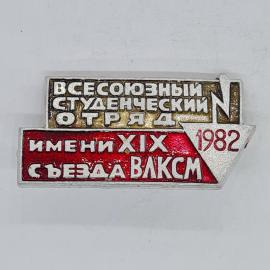 ВСЕСОЮЗНЫЙ
СТУДЕНЧЕСКИЙ
ОТРЯД
ИМЕНИ XIX 1982
СЪЕЗДА ВЛКСМ